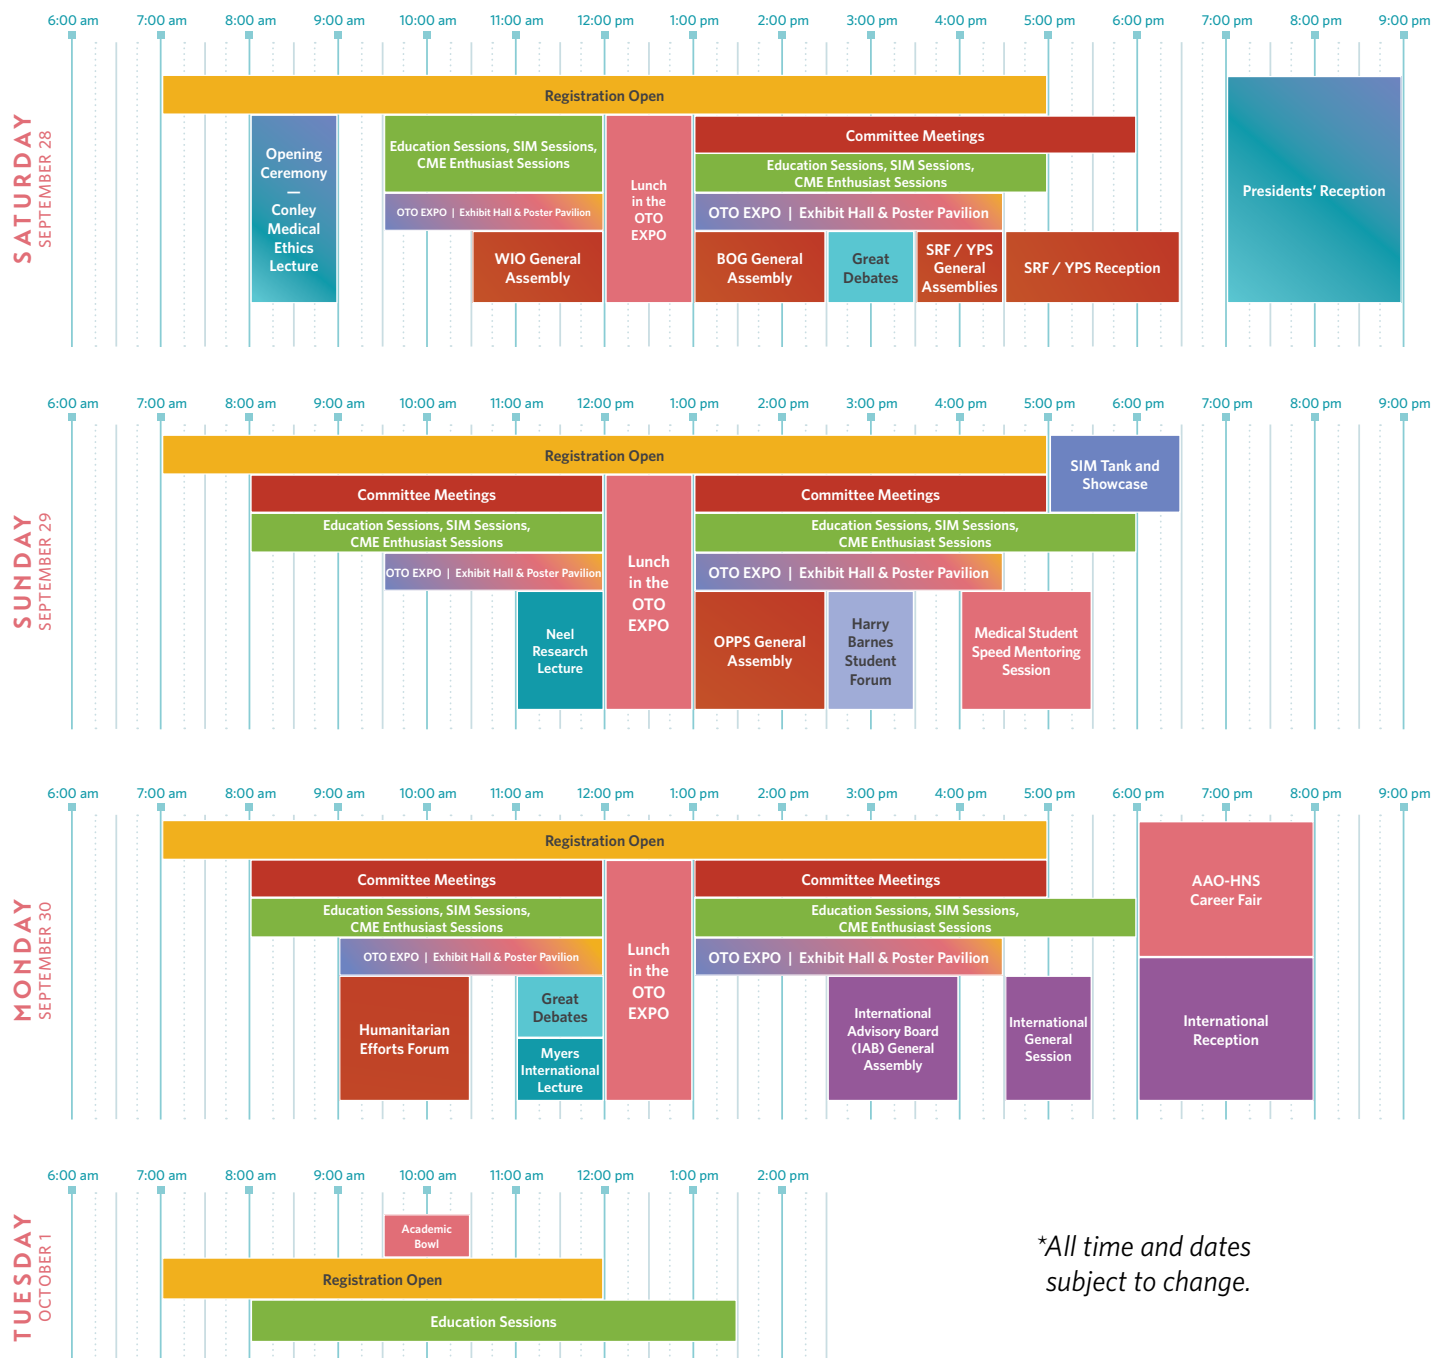 6:00 am 7:00 am 8:00 am 9:00 am 10:00 am 11:00 am 12:00 pm 1:00 pm 2:00 pm 3:00 pm 4:00 pm 5:00 pm 6:00 pm 7:00 pm 8:00 pm 9:00 pm
SATURDAY
SEPTEMBER 28
Registration Open
Opening
Ceremony
—
Conley
Medical
Ethics
Lecture
Education Sessions, SIM Sessions,
CME Enthusiast Sessions
OTO EXPO | Exhibit Hall & Poster Pavilion
WIO General
Assembly
Lunch
in the
OTO
EXPO
Committee Meetings
Education Sessions, SIM Sessions,
CME Enthusiast Sessions
OTO EXPO | Exhibit Hall & Poster Pavilion
BOG General
Assembly
Great
Debates
SRF / YPS
General
Assemblies
SRF / YPS Reception
Presidents' Reception
6:00 am 7:00 am 8:00 am 9:00 am 10:00 am 11:00 am 12:00 pm 1:00 pm 2:00 pm 3:00 pm 4:00 pm 5:00 pm 6:00 pm 7:00 pm 8:00 pm 9:00 pm
SUNDAY
SEPTEMBER 29
Registration Open
Committee Meetings
Education Sessions, SIM Sessions,
CME Enthusiast Sessions
OTO EXPO | Exhibit Hall & Poster Pavilion
Neel
Research
Lecture
Lunch
in the
OTO
EXPO
Committee Meetings
Education Sessions, SIM Sessions,
CME Enthusiast Sessions
OTO EXPO | Exhibit Hall & Poster Pavilion
OPPS General
Assembly
Harry
Barnes
Student
Forum
Medical Student
Speed Mentoring
Session
SIM Tank and
Showcase
6:00 am 7:00 am 8:00 am 9:00 am 10:00 am 11:00 am 12:00 pm 1:00 pm 2:00 pm 3:00 pm 4:00 pm 5:00 pm 6:00 pm 7:00 pm 8:00 pm 9:00 pm
MONDAY
SEPTEMBER 30
Registration Open
Committee Meetings
Education Sessions, SIM Sessions,
CME Enthusiast Sessions
OTO EXPO | Exhibit Hall & Poster Pavilion
Humanitarian
Efforts Forum
Great
Debates
Myers
International
Lecture
Lunch
in the
OTO
EXPO
Committee Meetings
Education Sessions, SIM Sessions,
CME Enthusiast Sessions
OTO EXPO | Exhibit Hall & Poster Pavilion
International
Advisory Board
(IAB) General
Assembly
International
General
Session
AAO-HNS
Career Fair
International
Reception
6:00 am 7:00 am 8:00 am 9:00 am 10:00 am 11:00 am 12:00 pm 1:00 pm 2:00 pm
TUESDAY
OCTOBER 1
Academic
Bowl
Registration Open
Education Sessions
*All time and dates
subject to change.